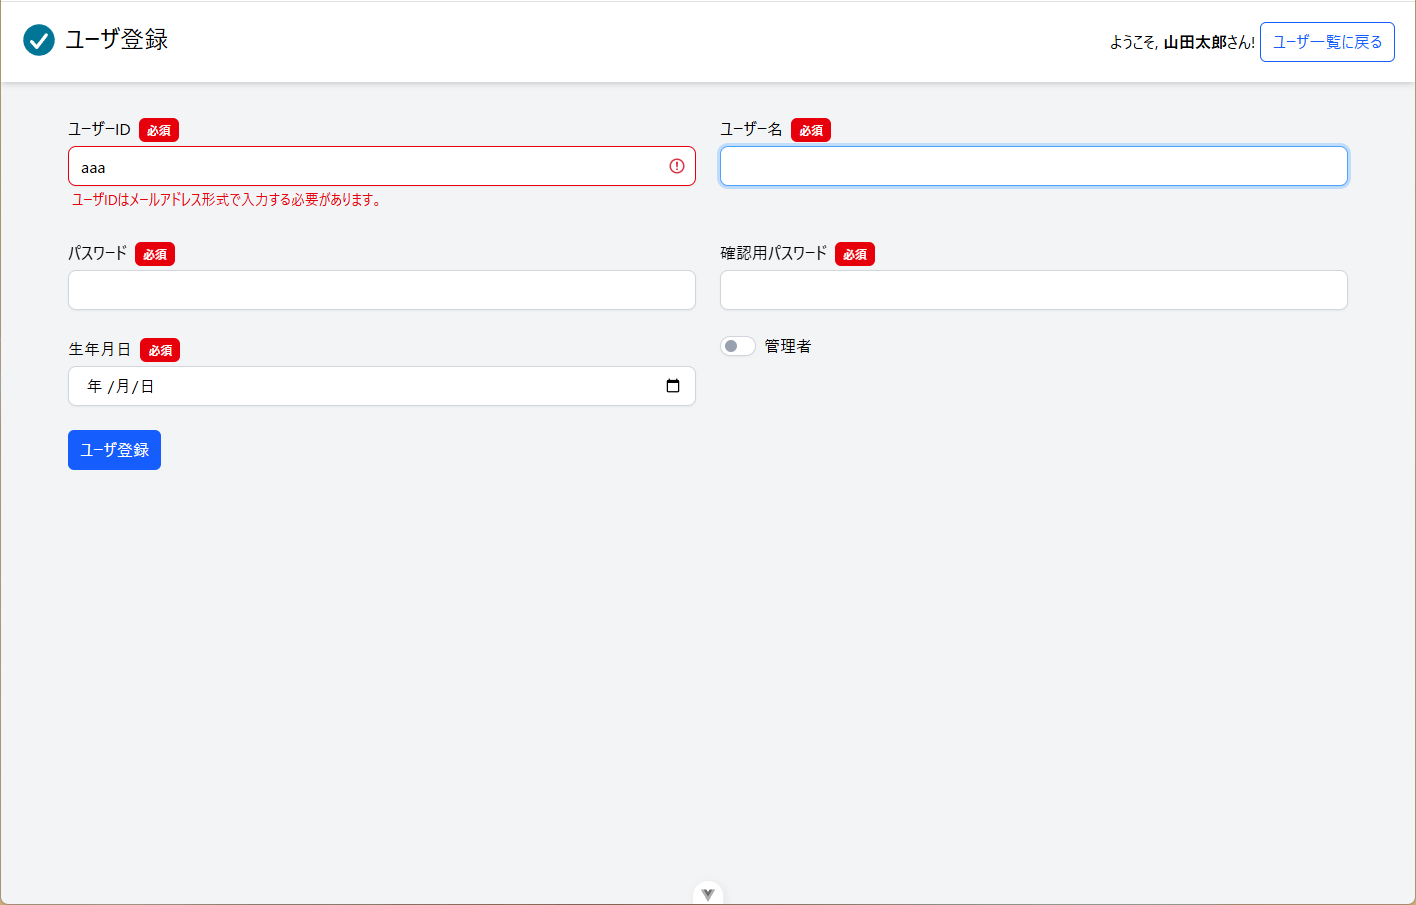 ユーザ登録
ようこそ, 山田太郎さん! ユーザ一覧に戻る
ユーザーID 必須
ユーザー名 必須
aaa
ユーザIDはメールアドレス形式で入力する必要があります。
パスワード 必須
確認用パスワード 必須
生年月日 必須
管理者
年 /月/日
ユーザ登録